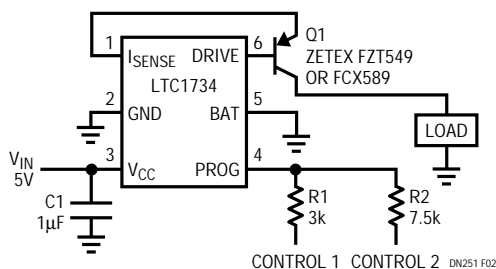 Q1
ZETEX FZT549
OR FCX589
1
ISENSE
DRIVE
6
LTC1734
2
GND
BAT
5
LOAD
VIN
5V
3
VCC
PROG
4
C1
1µF
R1
3k
R2
7.5k
CONTROL 1
CONTROL 2
DN251 F02